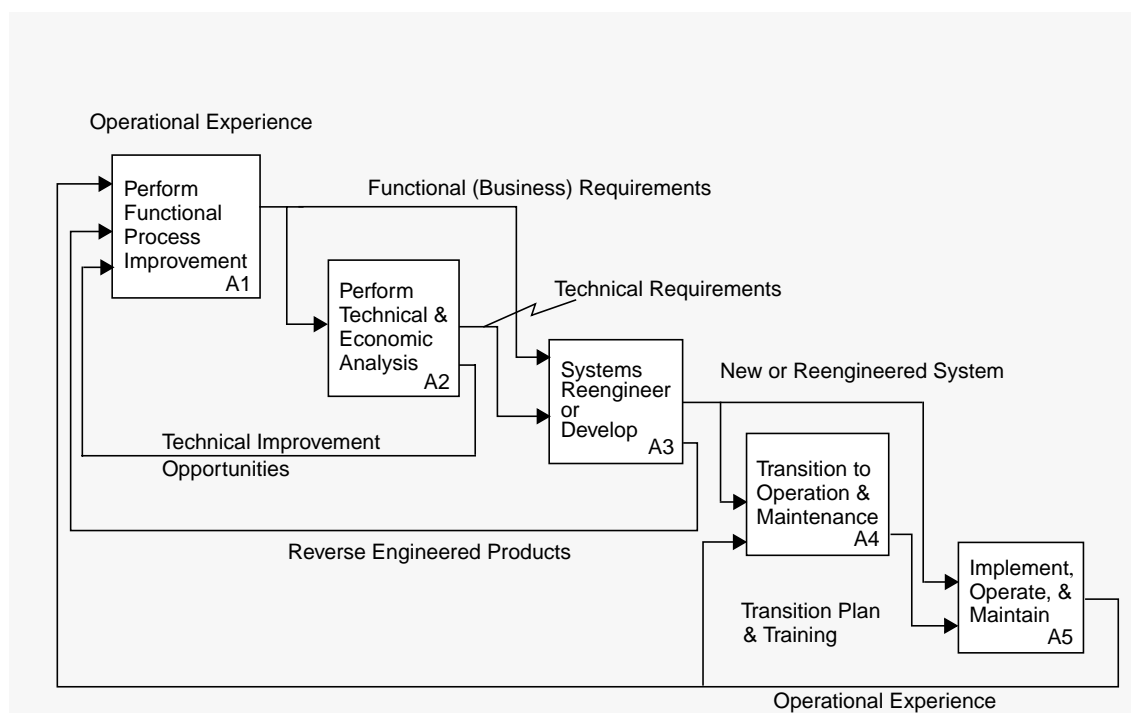 Operational Experience
Perform
Functional
Process
Improvement
A1
Functional (Business) Requirements
Perform
Technical &
Economic
Analysis
A2
Technical Requirements
Systems
Reengineer
or
Develop
A3
New or Reengineered System
Technical Improvement
Opportunities
Transition to
Operation &
Maintenance
A4
Reverse Engineered Products
Implement,
Operate, &
Maintain
A5
Transition Plan
& Training
Operational Experience